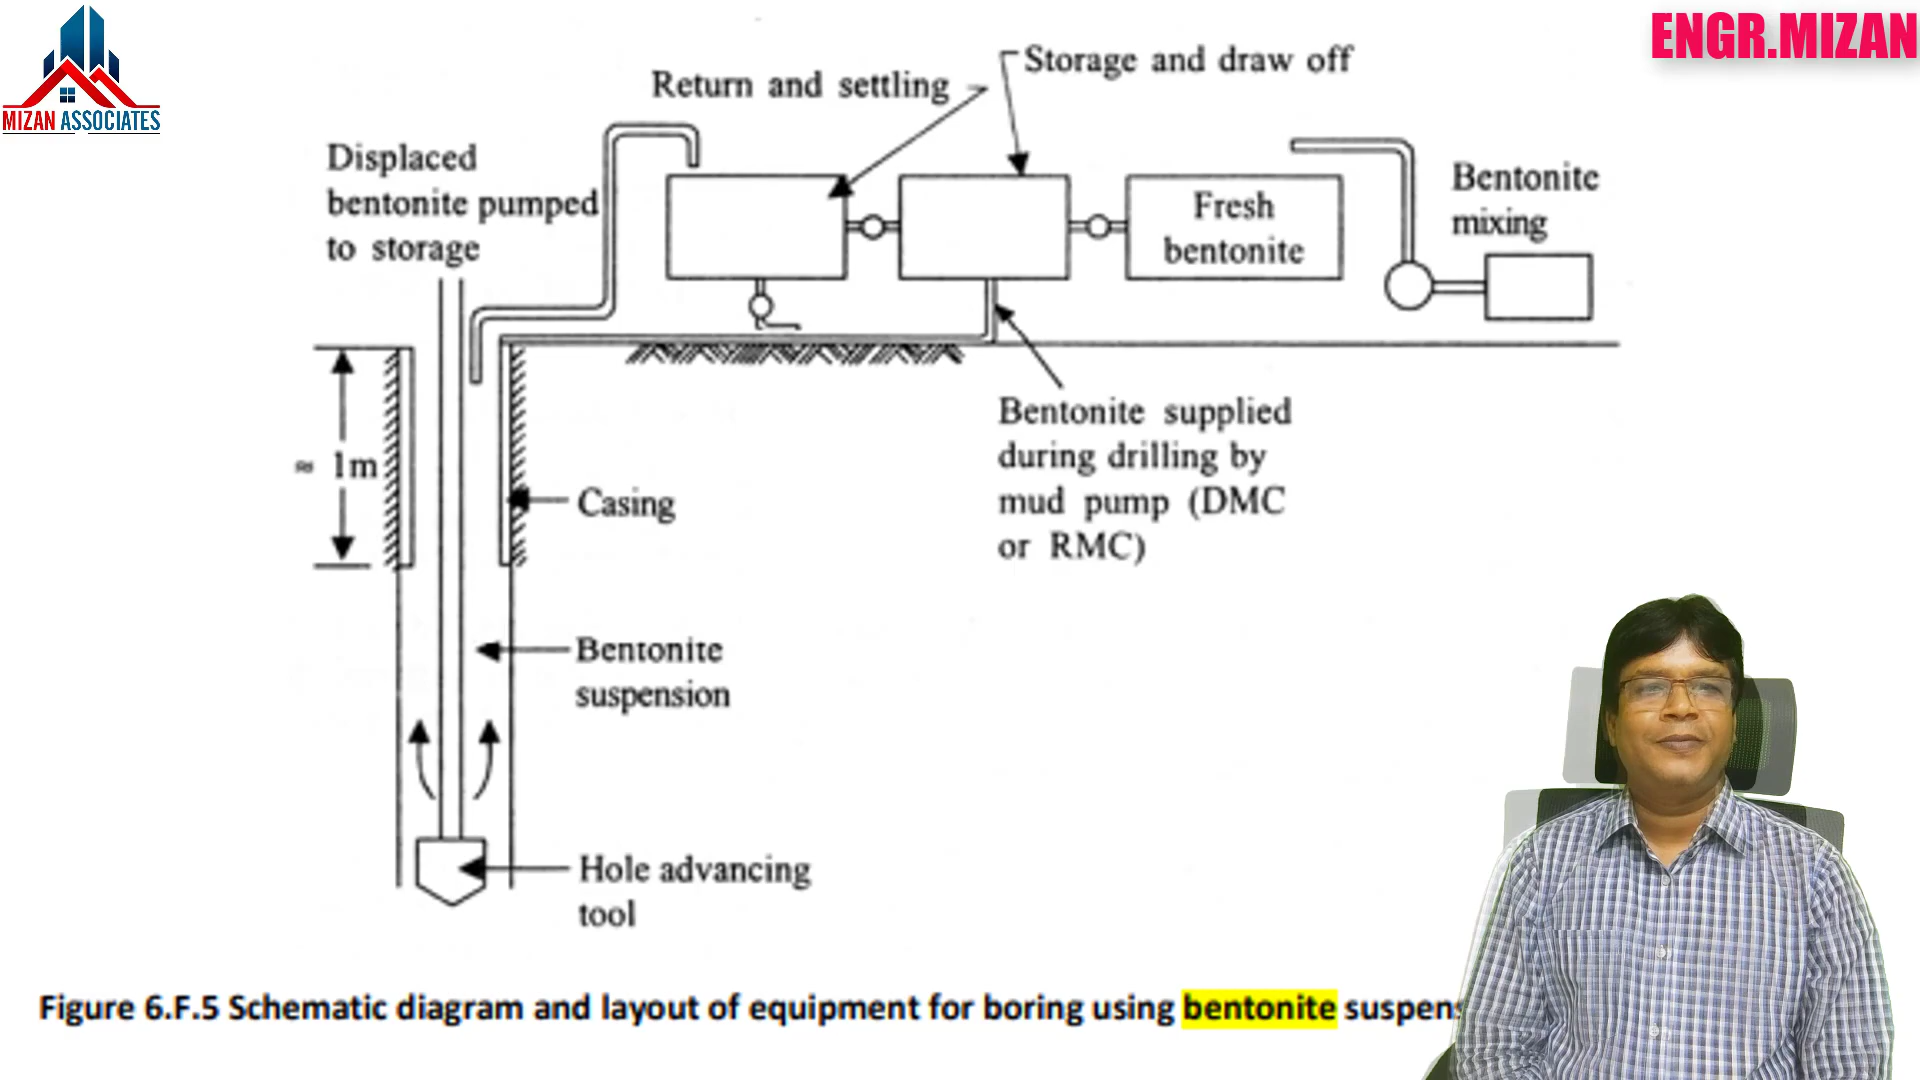 MIZAN ASSOCIATES
ENGR.MIZAN
Return and settling
Storage and draw off
Displaced
bentonite pumped
to storage
Fresh
bentonite
Bentonite
mixing
≈ 1m
Casing
Bentonite supplied
during drilling by
mud pump (DMC
or RMC)
Bentonite
suspension
Hole advancing
tool
Figure 6.F.5 Schematic diagram and layout of equipment for boring using bentonite suspens